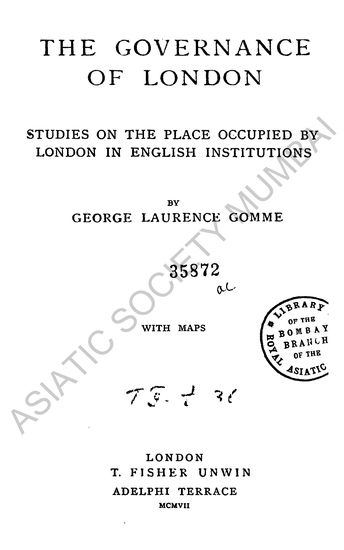 THE GOVERNANCE
OF LONDON
STUDIES ON THE PLACE OCCUPIED BY
LONDON IN ENGLISH INSTITUTIONS
BY
GEORGE LAURENCE GOMME
35872
WITH MAPS
LIBRARY
OF THE
BOMBAY
BRANCH
OF THE
ROYAL ASIATIC
LONDON
T. FISHER UNWIN
ADELPHI TERRACE
MCMVII
ASIATIC SOCIETY MUMBAI